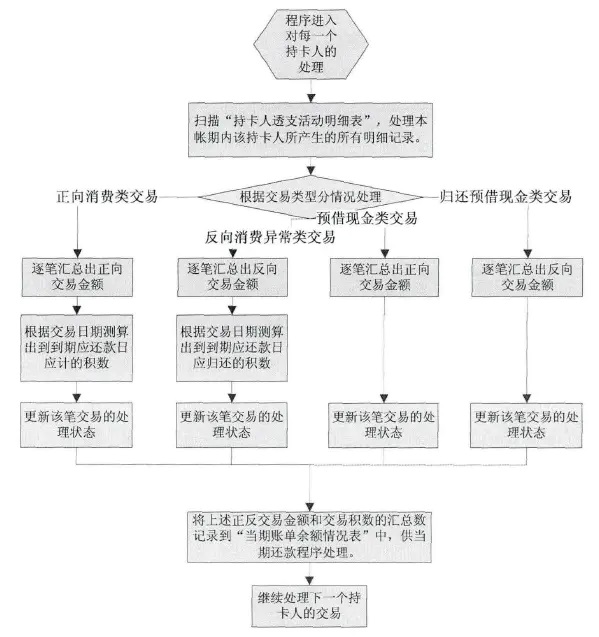 程序进入
对每一个
持卡人的
处理
扫描“持卡人透支活动明细表”，处理本
帐期内该持卡人所产生的所有明细记录。
正向消费类交易
根据交易类型分情况处理
归还预借现金类交易
预借现金类交易
反向消费异常类交易
逐笔汇总出正向
交易金额
逐笔汇总出反向
交易金额
逐笔汇总出正向
交易金额
逐笔汇总出反向
交易金额
根据交易日期测算
出到到期应还款日
应计的积数
根据交易日期测算
出到到期应还款日
应归还的积数
更新该笔交易的处
理状态
更新该笔交易的处
理状态
更新该笔交易的处
理状态
更新该笔交易的处
理状态
将上述正反交易金额和交易积数的汇总数
记录到“当期账单余额情况表”中，供当
期还款程序处理。
继续处理下一个持
卡人的交易